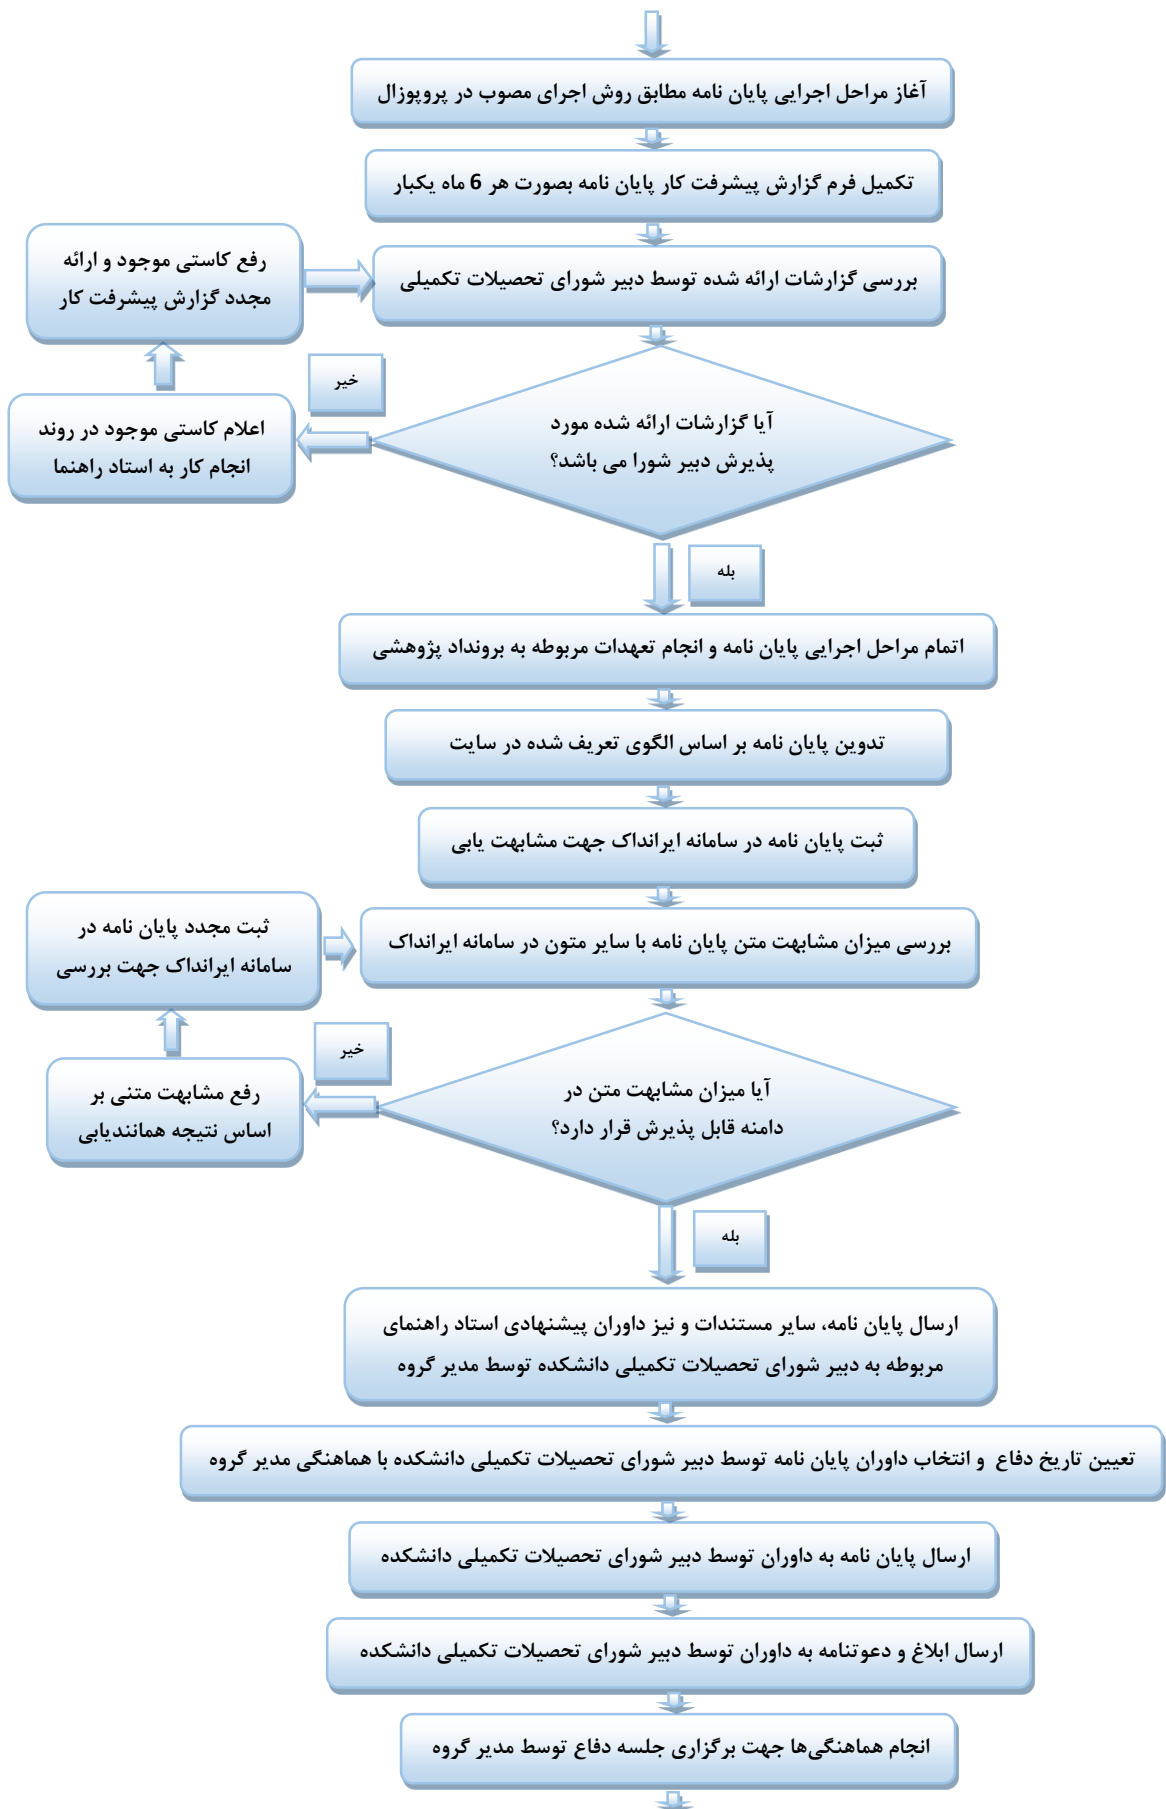 آغاز مراحل اجرایی پایان نامه مطابق روش اجرای مصوب در پروپوزال
تکمیل فرم گزارش پیشرفت کار پایان نامه بصورت هر 6 ماه یکبار
بررسی گزارشات ارائه شده توسط دبیر شورای تحصیلات تکمیلی
رفع کاستی موجود و ارائه
مجدد گزارش پیشرفت کار
آیا گزارشات ارائه شده مورد
پذیرش دبیر شورا می باشد؟
خیر
اعلام کاستی موجود در روند
انجام کار به استاد راهنما
بله
اتمام مراحل اجرایی پایان نامه و انجام تعهدات مربوطه به برونداد پژوهشی
تدوین پایان نامه بر اساس الگوی تعریف شده در سایت
ثبت پایان نامه در سامانه ایرانداک جهت مشابهت یابی
بررسی میزان مشابهت متن پایان نامه با سایر متون در سامانه ایرانداک
ثبت مجدد پایان نامه در
سامانه ایرانداک جهت بررسی
آیا میزان مشابهت متن در
دامنه قابل پذیرش قرار دارد؟
خیر
رفع مشابهت متنی بر
اساس نتیجه همانندیابی
بله
ارسال پایان نامه، سایر مستندات و نیز داوران پیشنهادی استاد راهنمای
مربوطه به دبیر شورای تحصیلات تکمیلی دانشکده توسط مدیر گروه
تعیین تاریخ دفاع و انتخاب داوران پایان نامه توسط دبیر شورای تحصیلات تکمیلی دانشکده با هماهنگی مدیر گروه
ارسال پایان نامه به داوران توسط دبیر شورای تحصیلات تکمیلی دانشکده
ارسال ابلاغ و دعوتنامه به داوران توسط دبیر شورای تحصیلات تکمیلی دانشکده
انجام هماهنگی‌ها جهت برگزاری جلسه دفاع توسط مدیر گروه